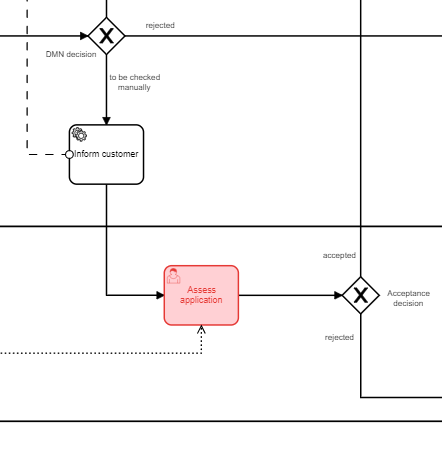 rejected
DMN decision
to be checked
manually
Inform customer
accepted
Assess
application
Acceptance
decision
rejected